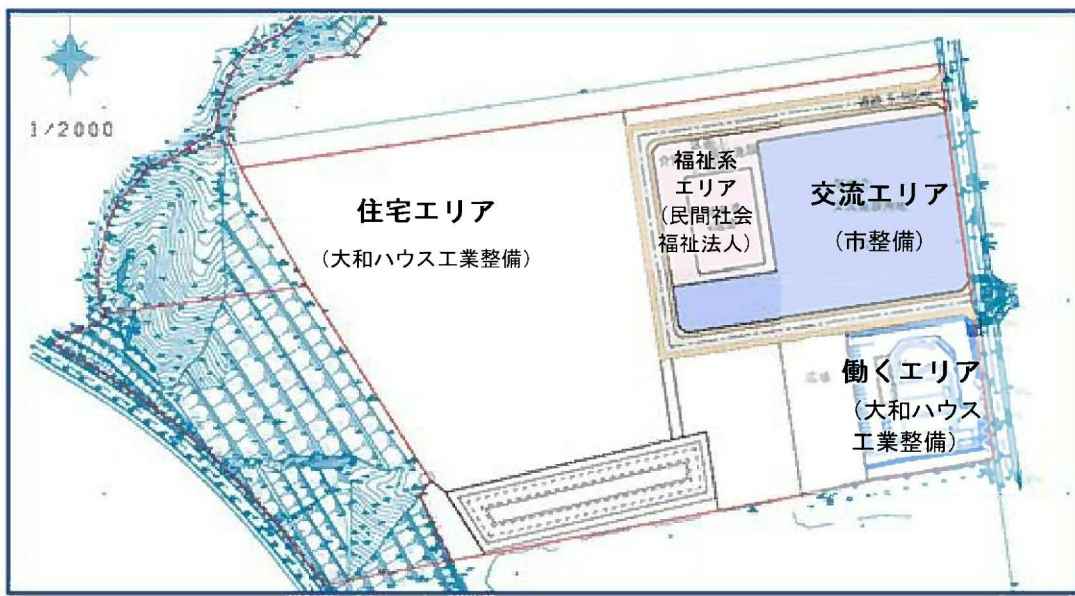 1/2000
住宅エリア
（大和ハウス工業整備）
福祉系
エリア
（民間社会
福祉法人）
交流エリア
（市整備）
働くエリア
（大和ハウス
工業整備）